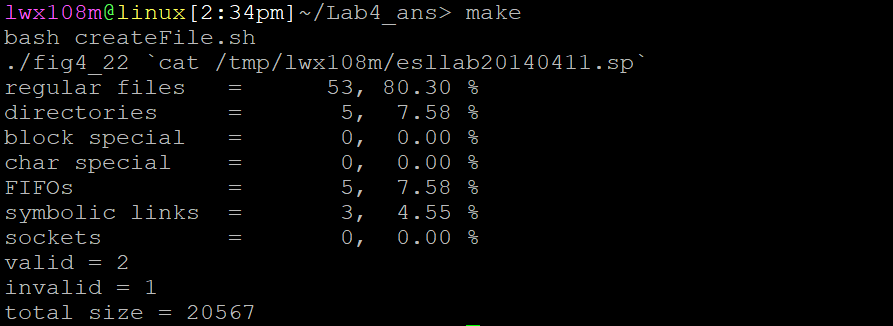 lwx108m@linux[2:34pm]~/Lab4_ans> make
bash createFile.sh
./fig4_22 `cat /tmp/lwx108m/esllab20140411.sp`
regular files   =      53, 80.30 %
directories     =       5,  7.58 %
block special   =       0,  0.00 %
char special    =       0,  0.00 %
FIFOs           =       5,  7.58 %
symbolic links  =       3,  4.55 %
sockets         =       0,  0.00 %
valid = 2
invalid = 1
total size = 20567